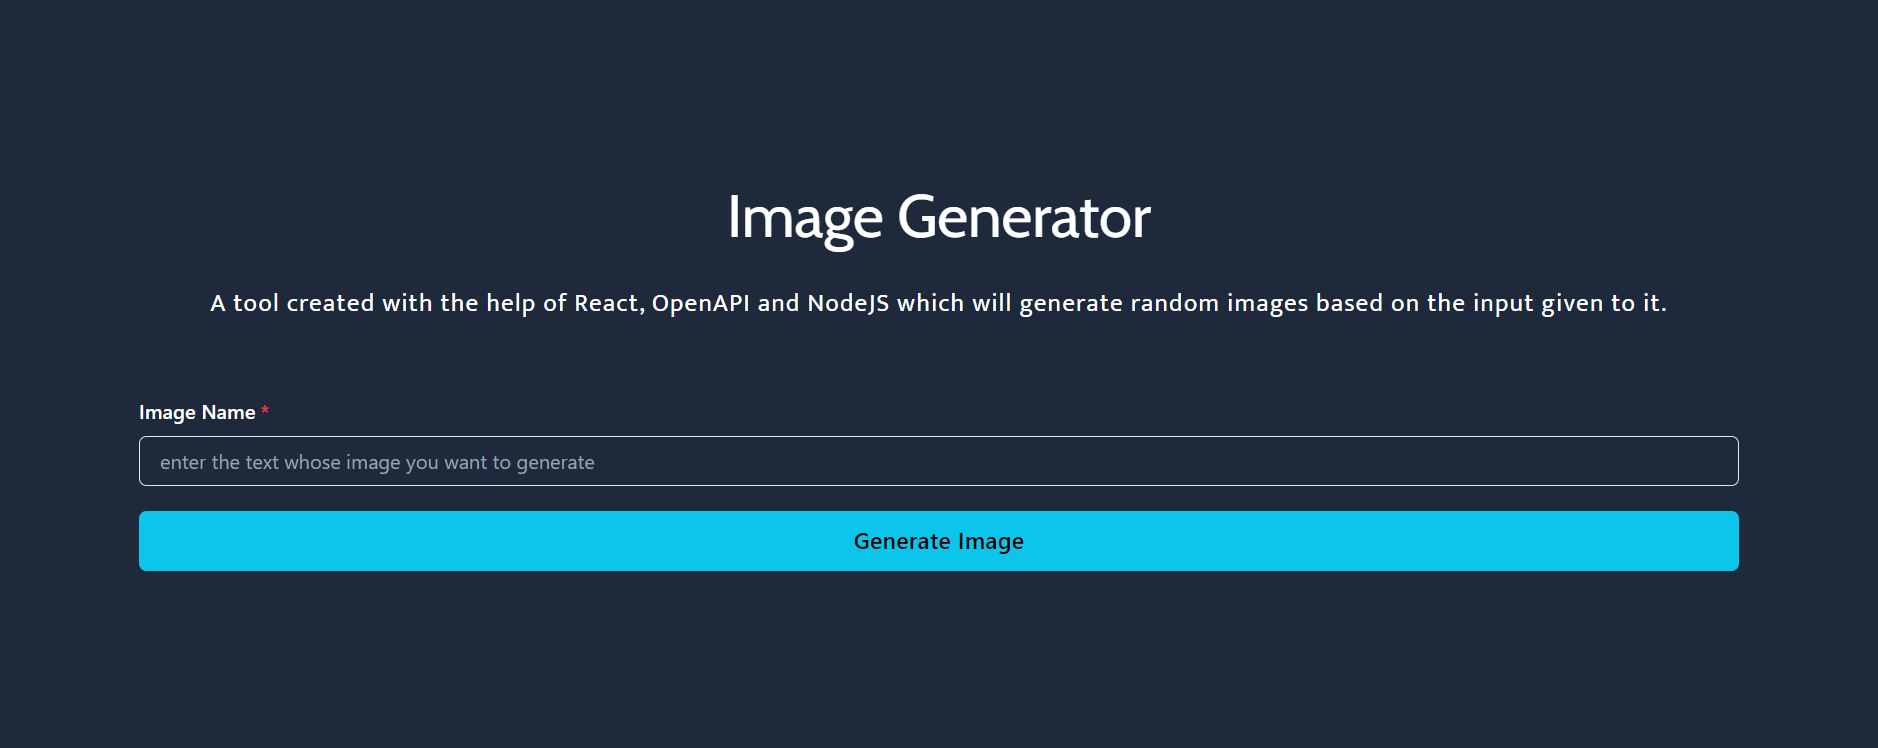 Image Generator
A tool created with the help of React, OpenAPI and NodeJS which will generate random images based on the input given to it.
Image Name *
enter the text whose image you want to generate
Generate Image